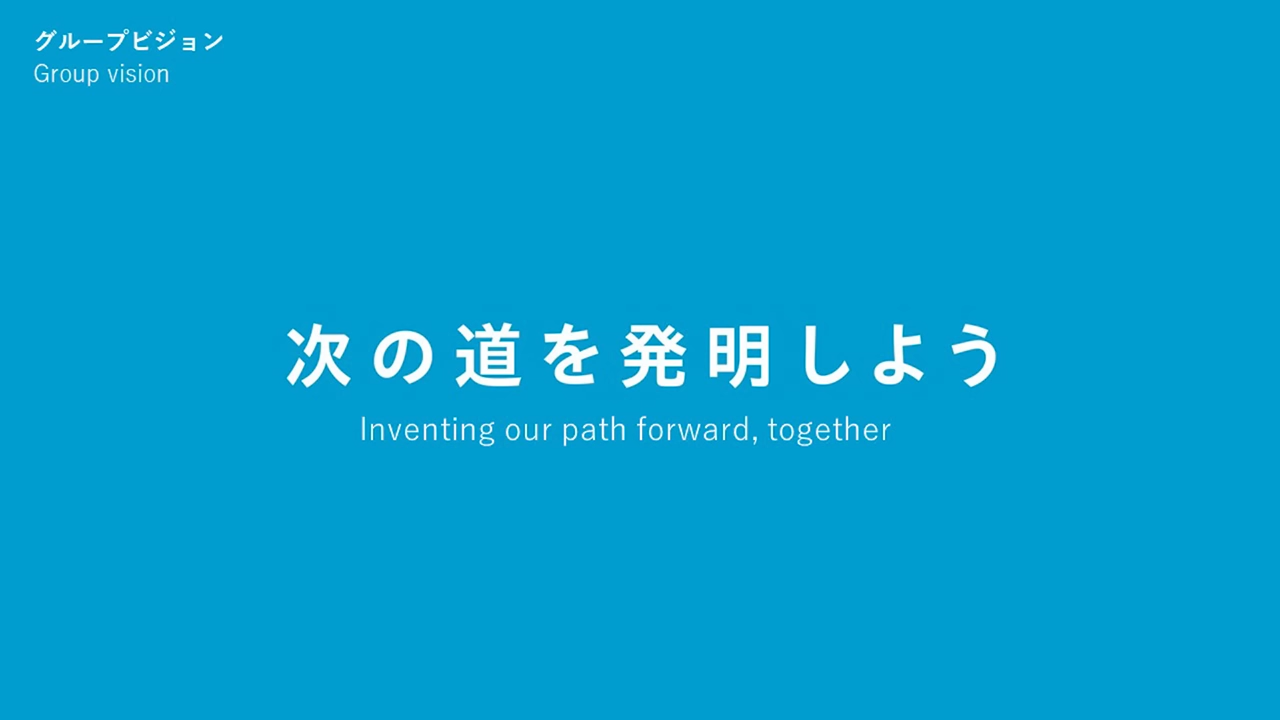 グループビジョン
Group vision
次の道を発明しよう
Inventing our path forward, together